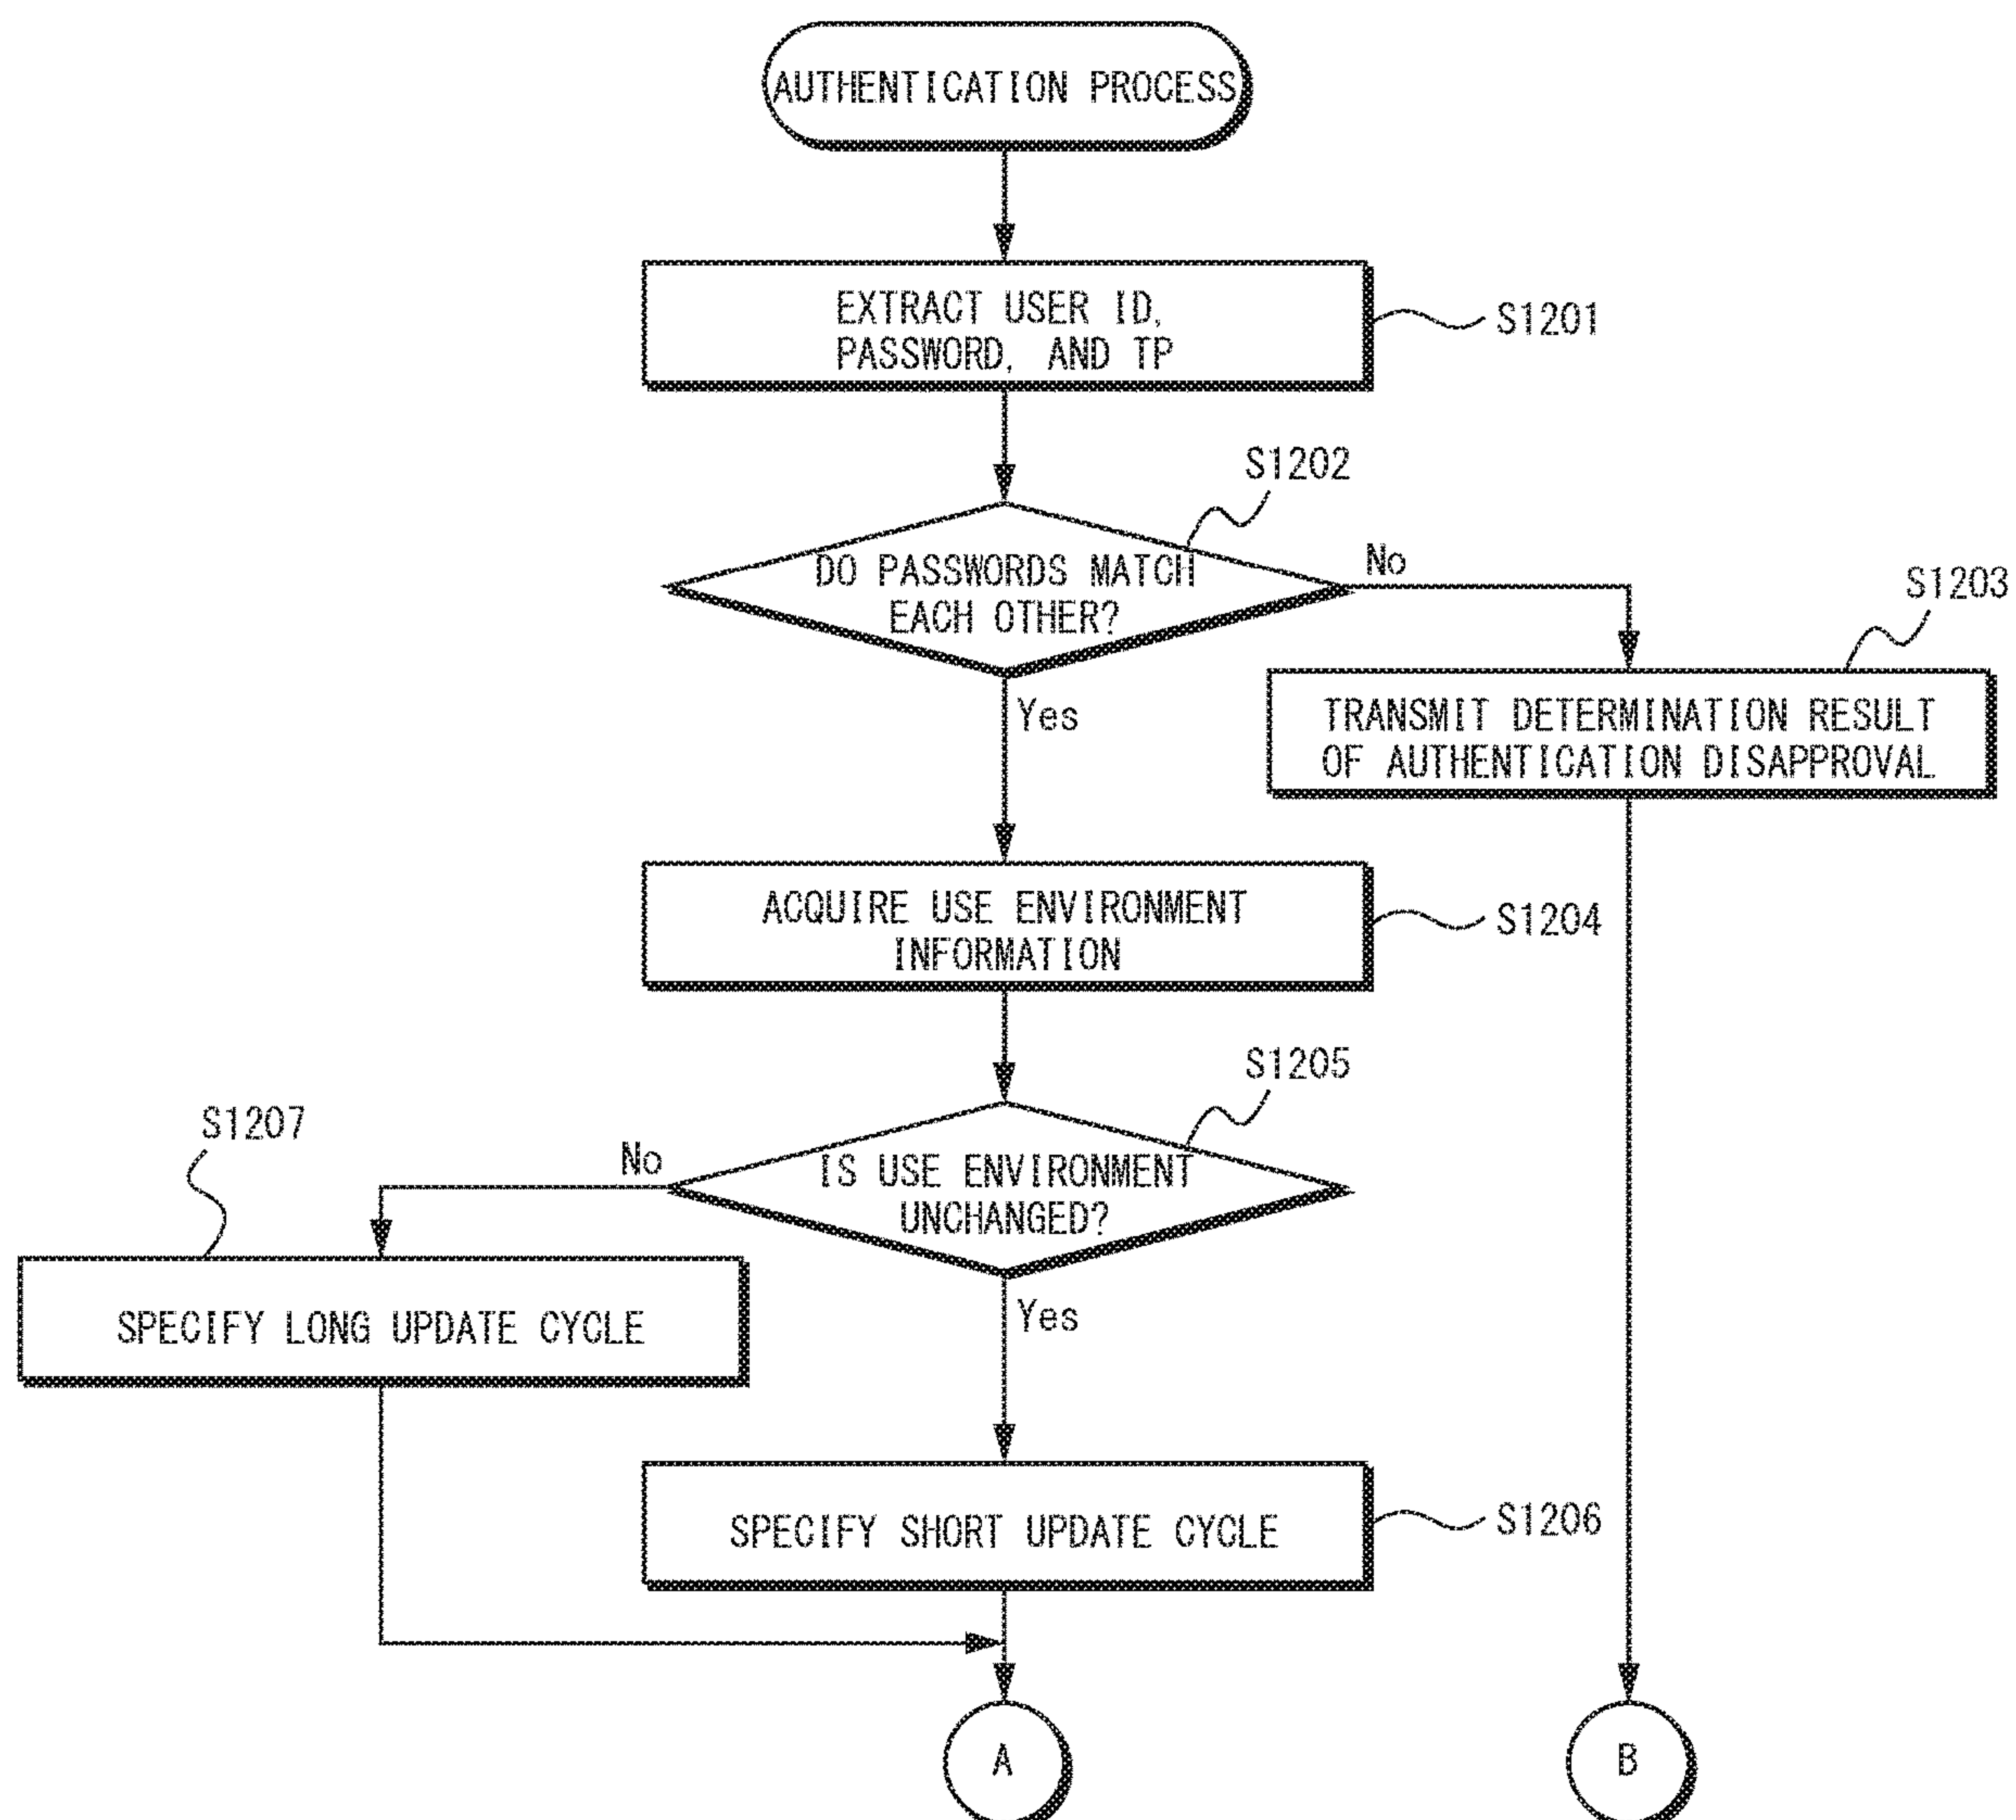 AUTHENTICATION PROCESS
EXTRACT USER ID,
PASSWORD, AND TP
S1201
S1202
DO PASSWORDS MATCH
EACH OTHER?
No
Yes
S1203
TRANSMIT DETERMINATION RESULT
OF AUTHENTICATION DISAPPROVAL
ACQUIRE USE ENVIRONMENT
INFORMATION
S1204
S1205
IS USE ENVIRONMENT
UNCHANGED?
No
Yes
S1207
SPECIFY LONG UPDATE CYCLE
SPECIFY SHORT UPDATE CYCLE
S1206
A
B